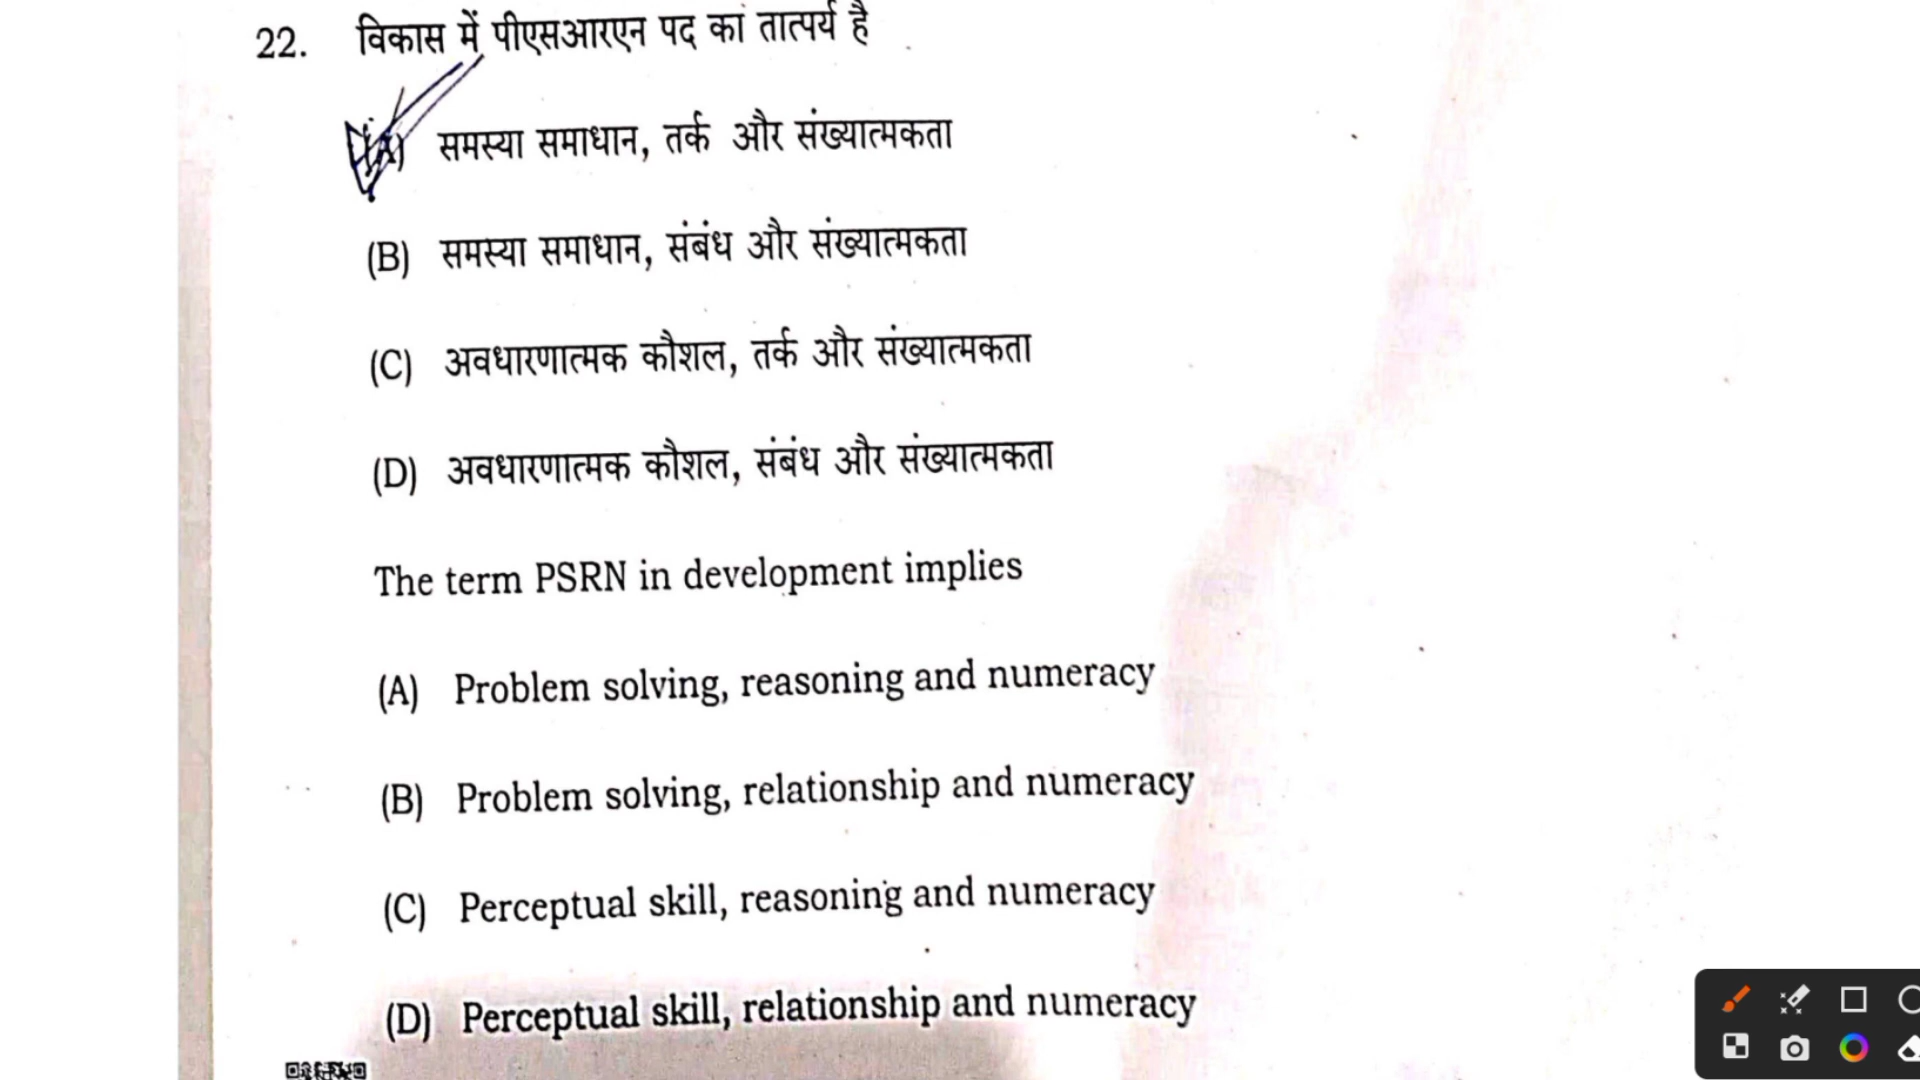 22. विकास में पीएसआरएन पद का तात्पर्य है
(A) समस्या समाधान, तर्क और संख्यात्मकता
(B) समस्या समाधान, संबंध और संख्यात्मकता
(C) अवधारणात्मक कौशल, तर्क और संख्यात्मकता
(D) अवधारणात्मक कौशल, संबंध और संख्यात्मकता
The term PSRN in development implies
(A) Problem solving, reasoning and numeracy
(B) Problem solving, relationship and numeracy
(C) Perceptual skill, reasoning and numeracy
(D) Perceptual skill, relationship and numeracy